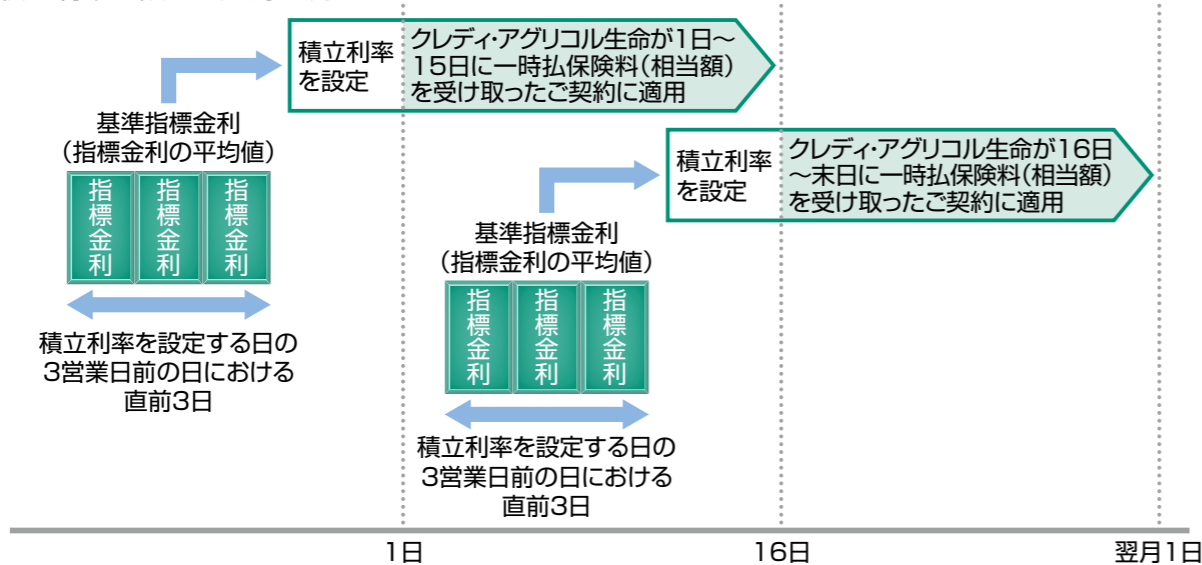 積立利率
を設定
クレディ・アグリコル生命が1日~
15日に一時払保険料(相当額)
を受け取ったご契約に適用
基準指標金利
(指標金利の平均値)
指標金利
指標金利
指標金利
積立利率を設定する日の
3営業日前の日における
直前3日
積立利率
を設定
クレディ・アグリコル生命が16日
~末日に一時払保険料(相当額)
を受け取ったご契約に適用
基準指標金利
(指標金利の平均値)
指標金利
指標金利
指標金利
積立利率を設定する日の
3営業日前の日における
直前3日
1日
16日
翌月1日